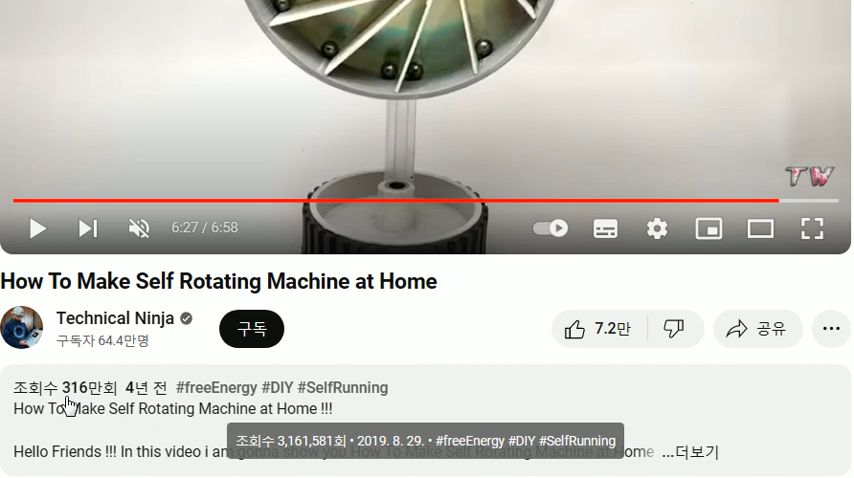 TW
6:27 / 6:58
How To Make Self Rotating Machine at Home
Technical Ninja
구독자 64.4만명
구독
7.2만
공유
조회수 316만회 4년 전 #freeEnergy #DIY #SelfRunning
How To Make Self Rotating Machine at Home !!!
조회수 3,161,581회 • 2019. 8. 29. • #freeEnergy #DIY #SelfRunning
Hello Friends !!! In this video i am gonna show you How To Make Self Rotating Machine at Home ...더보기